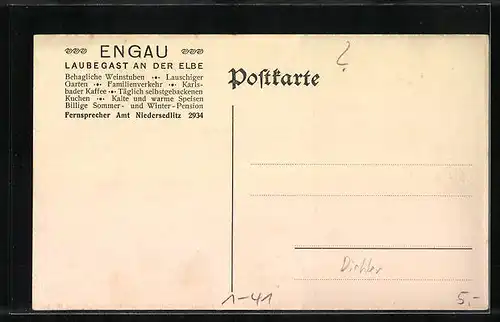 ENGAU
LAUBEGAST AN DER ELBE
Behagliche Weinstuben · Lauschiger
Garten · Familienverkehr · Karls-
bader Kaffee · Täglich selbstgebackenen
Kuchen · Kalte und warme Speisen
Billige Sommer- und Winter-Pension
Fernsprecher Amt Niedersedlitz 2934
Poſtkarte
?
1-41
5,-